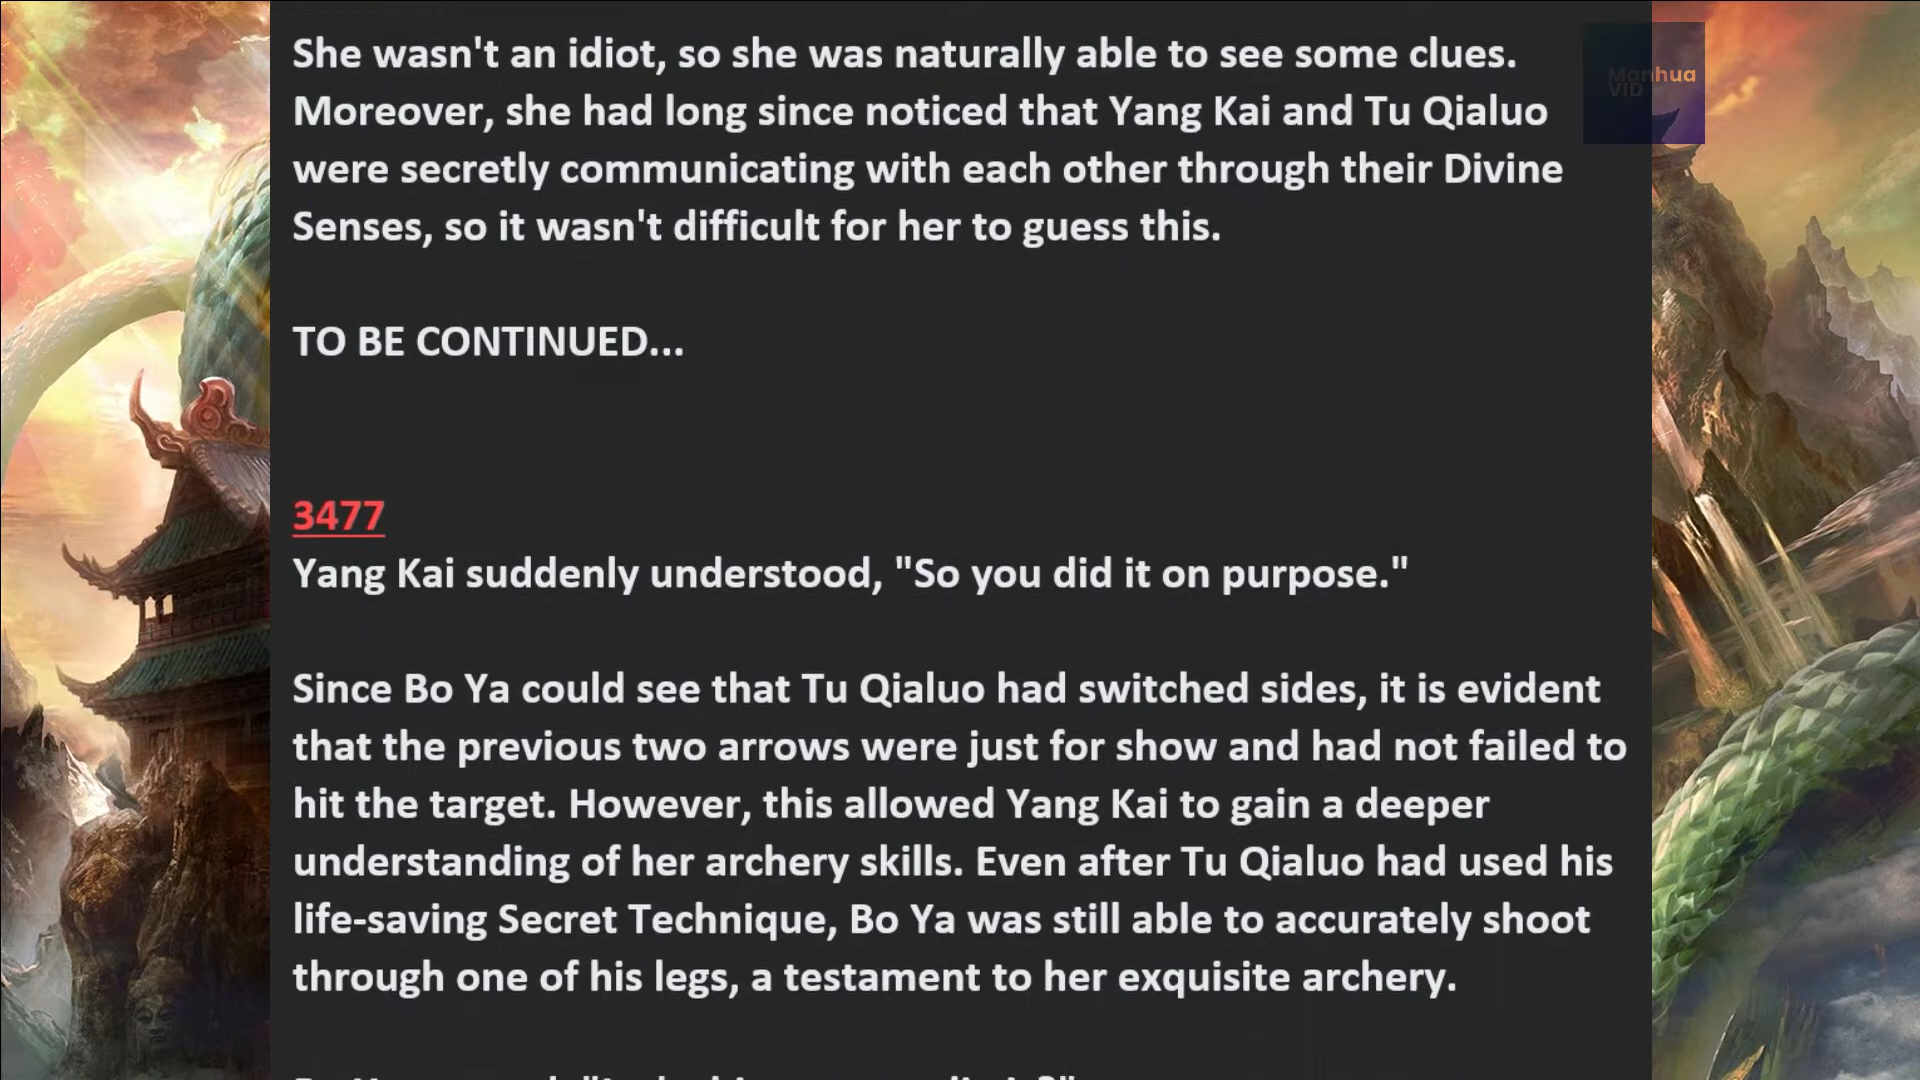 She wasn't an idiot, so she was naturally able to see some clues.
Moreover, she had long since noticed that Yang Kai and Tu Qialuo
were secretly communicating with each other through their Divine
Senses, so it wasn't difficult for her to guess this.
TO BE CONTINUED...
3477
Yang Kai suddenly understood, "So you did it on purpose."
Since Bo Ya could see that Tu Qialuo had switched sides, it is evident
that the previous two arrows were just for show and had not failed to
hit the target. However, this allowed Yang Kai to gain a deeper
understanding of her archery skills. Even after Tu Qialuo had used his
life-saving Secret Technique, Bo Ya was still able to accurately shoot
through one of his legs, a testament to her exquisite archery.
Manhua
VID